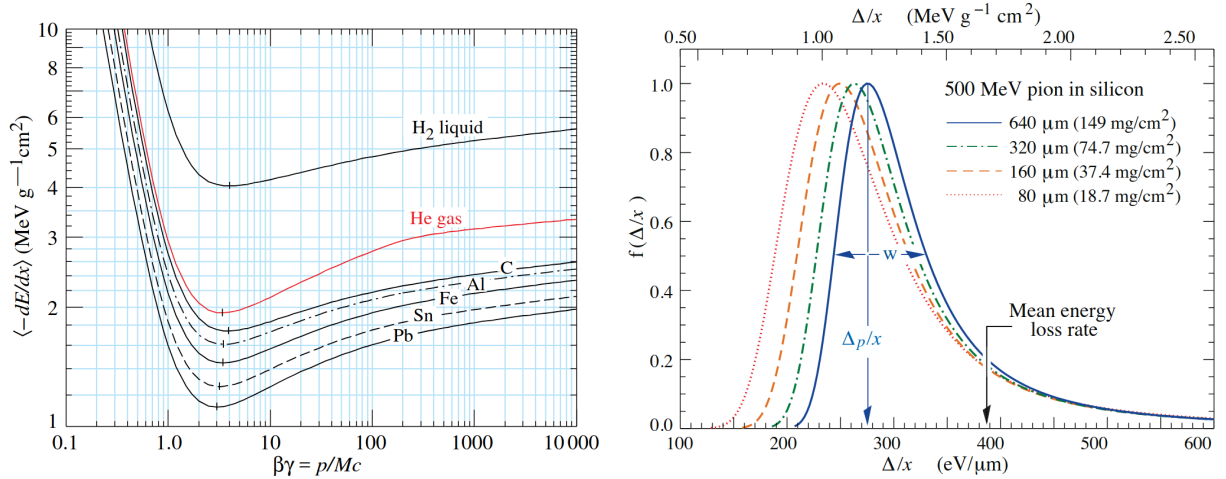 10
8
6
5
4
3
2
1
⟨−dE/dx⟩ (MeV g−1cm2)
H2 liquid
He gas
C
Al
Fe
Sn
Pb
0.1 1.0 10 100 1000 10 000
βγ = p/Mc
Δ/x (MeV g−1 cm2)
0.50 1.00 1.50 2.00 2.50
f(Δ/x)
1.0
0.8
0.6
0.4
0.2
0.0
500 MeV pion in silicon
640 μm (149 mg/cm2)
320 μm (74.7 mg/cm2)
160 μm (37.4 mg/cm2)
80 μm (18.7 mg/cm2)
w
Mean energy
loss rate
Δp/x
100 200 300 400 500 600
Δ/x (eV/μm)